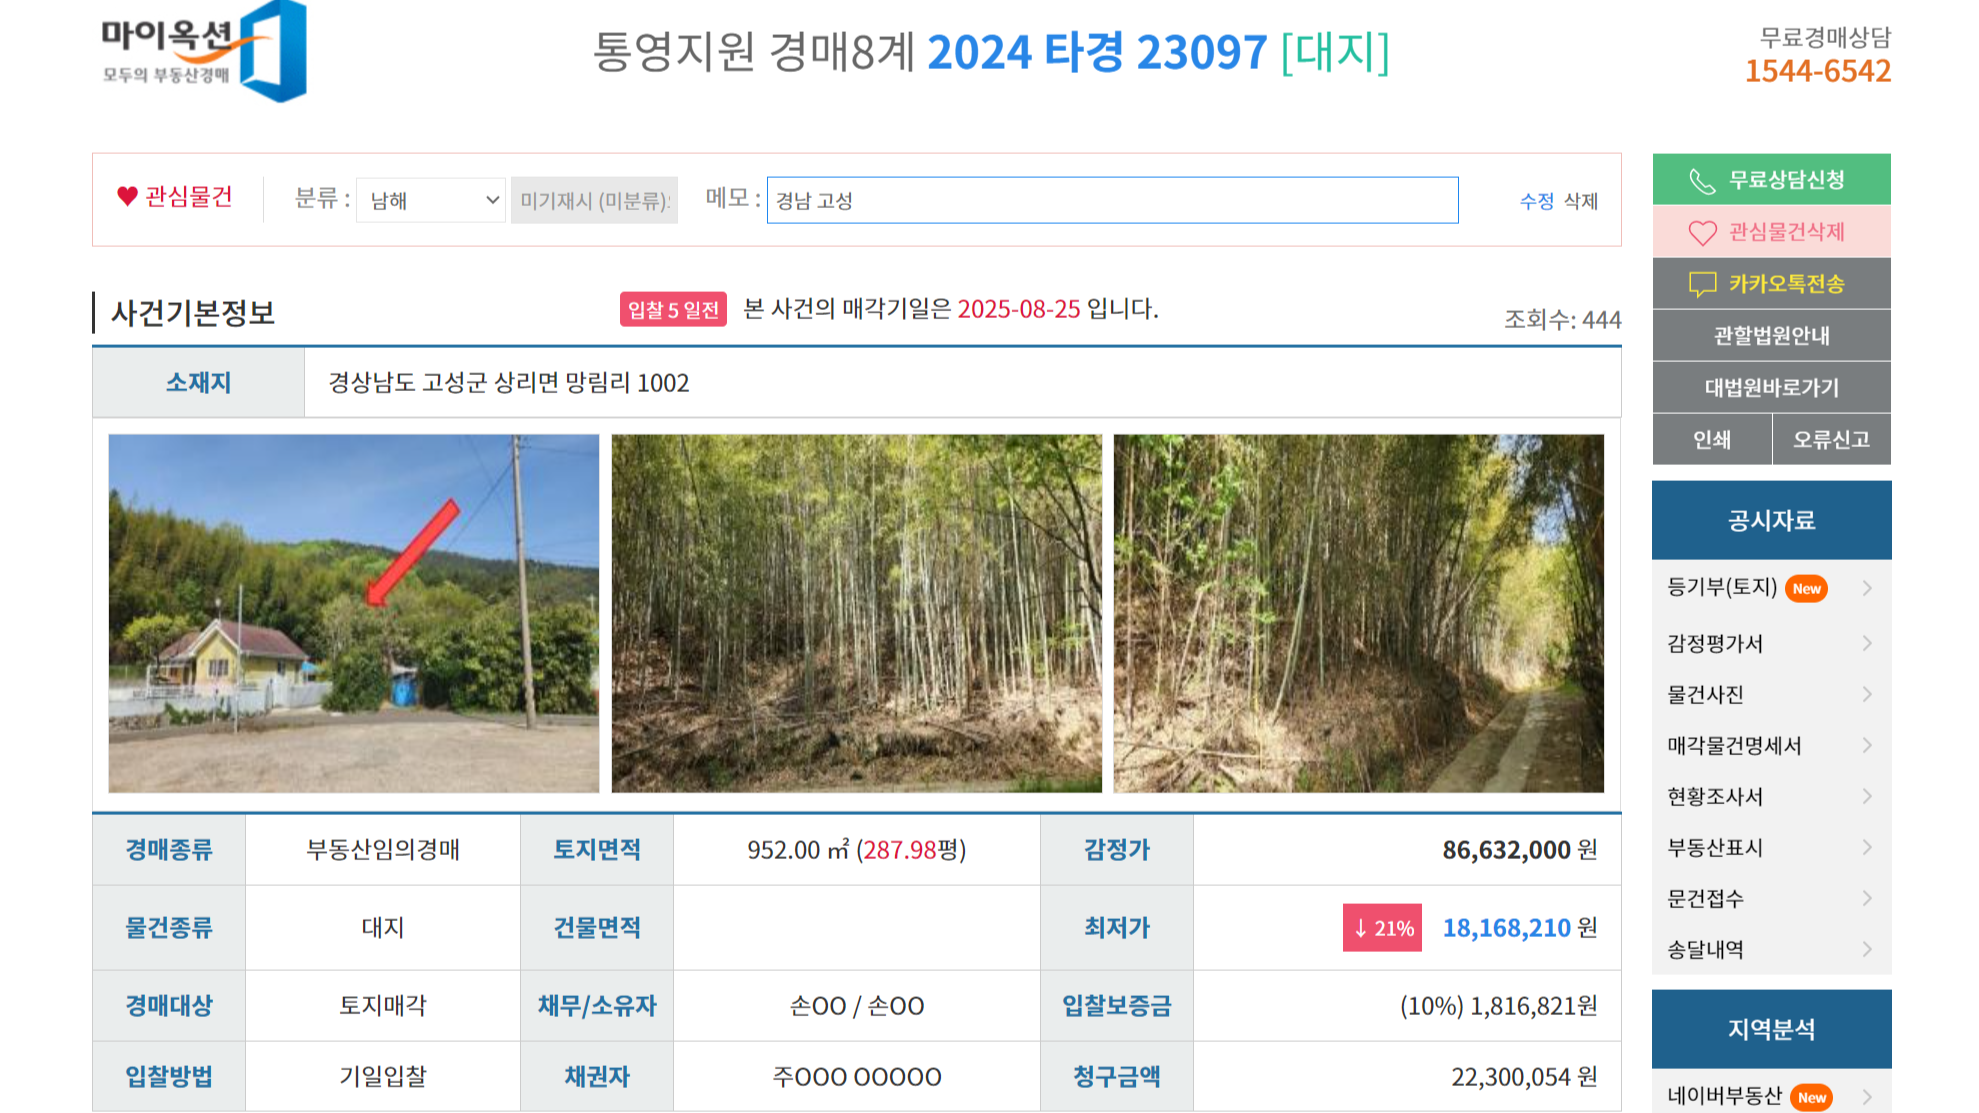 마이옥션
모두의 부동산경매
통영지원 경매8계 2024 타경 23097 [대지]
무료경매상담
1544-6542
관심물건 분류 : 남해 미기재시 (미분류) 메모 : 경남 고성 수정 삭제
사건기본정보 입찰 5 일전 본 사건의 매각기일은 2025-08-25 입니다. 조회수: 444
소재지 경상남도 고성군 상리면 망림리 1002
경매종류 부동산임의경매 토지면적 952.00 ㎡ (287.98평) 감정가 86,632,000 원
물건종류 대지 건물면적 최저가 ↓ 21% 18,168,210 원
경매대상 토지매각 채무/소유자 손OO / 손OO 입찰보증금 (10%) 1,816,821원
입찰방법 기일입찰 채권자 주OOO OOOOO 청구금액 22,300,054 원
무료상담신청
관심물건삭제
카카오톡전송
관할법원안내
대법원바로가기
인쇄 오류신고
공시자료
등기부(토지) New
감정평가서
물건사진
매각물건명세서
현황조사서
부동산표시
문건접수
송달내역
지역분석
네이버부동산 New